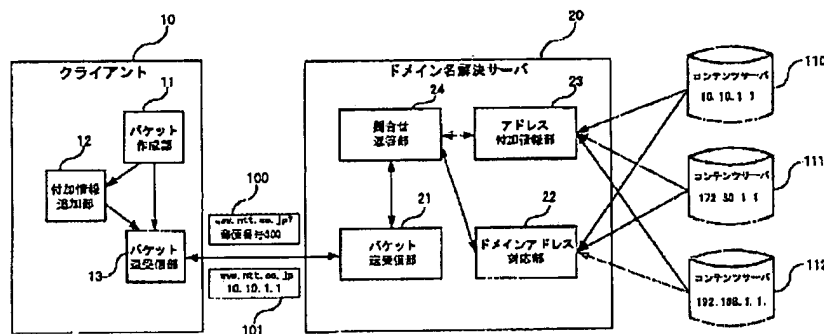 10
クライアント
11
パケット
作成部
12
付加情報
追加部
パケット
送受信部
13
100
www.ntt.co.jp?
郵便番号300
www.ntt.co.jp
10.10.1.1
101
20
ドメイン名解決サーバ
24
問合せ
返答部
23
アドレス
付加情報部
21
パケット
送受信部
22
ドメインアドレス
対応部
110
コンテンツサーバ
10.10.1.1
111
コンテンツサーバ
172.30.1.1
112
コンテンツサーバ
192.168.1.1.